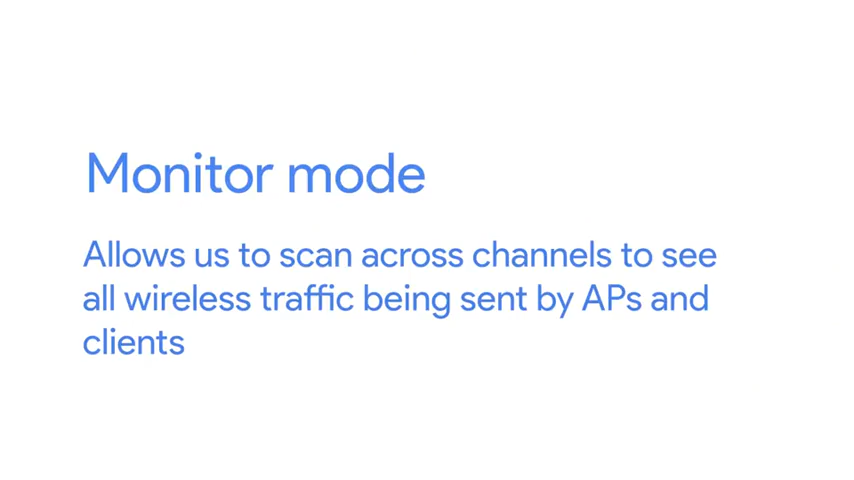 Monitor mode
Allows us to scan across channels to see
all wireless traffic being sent by APs and
clients